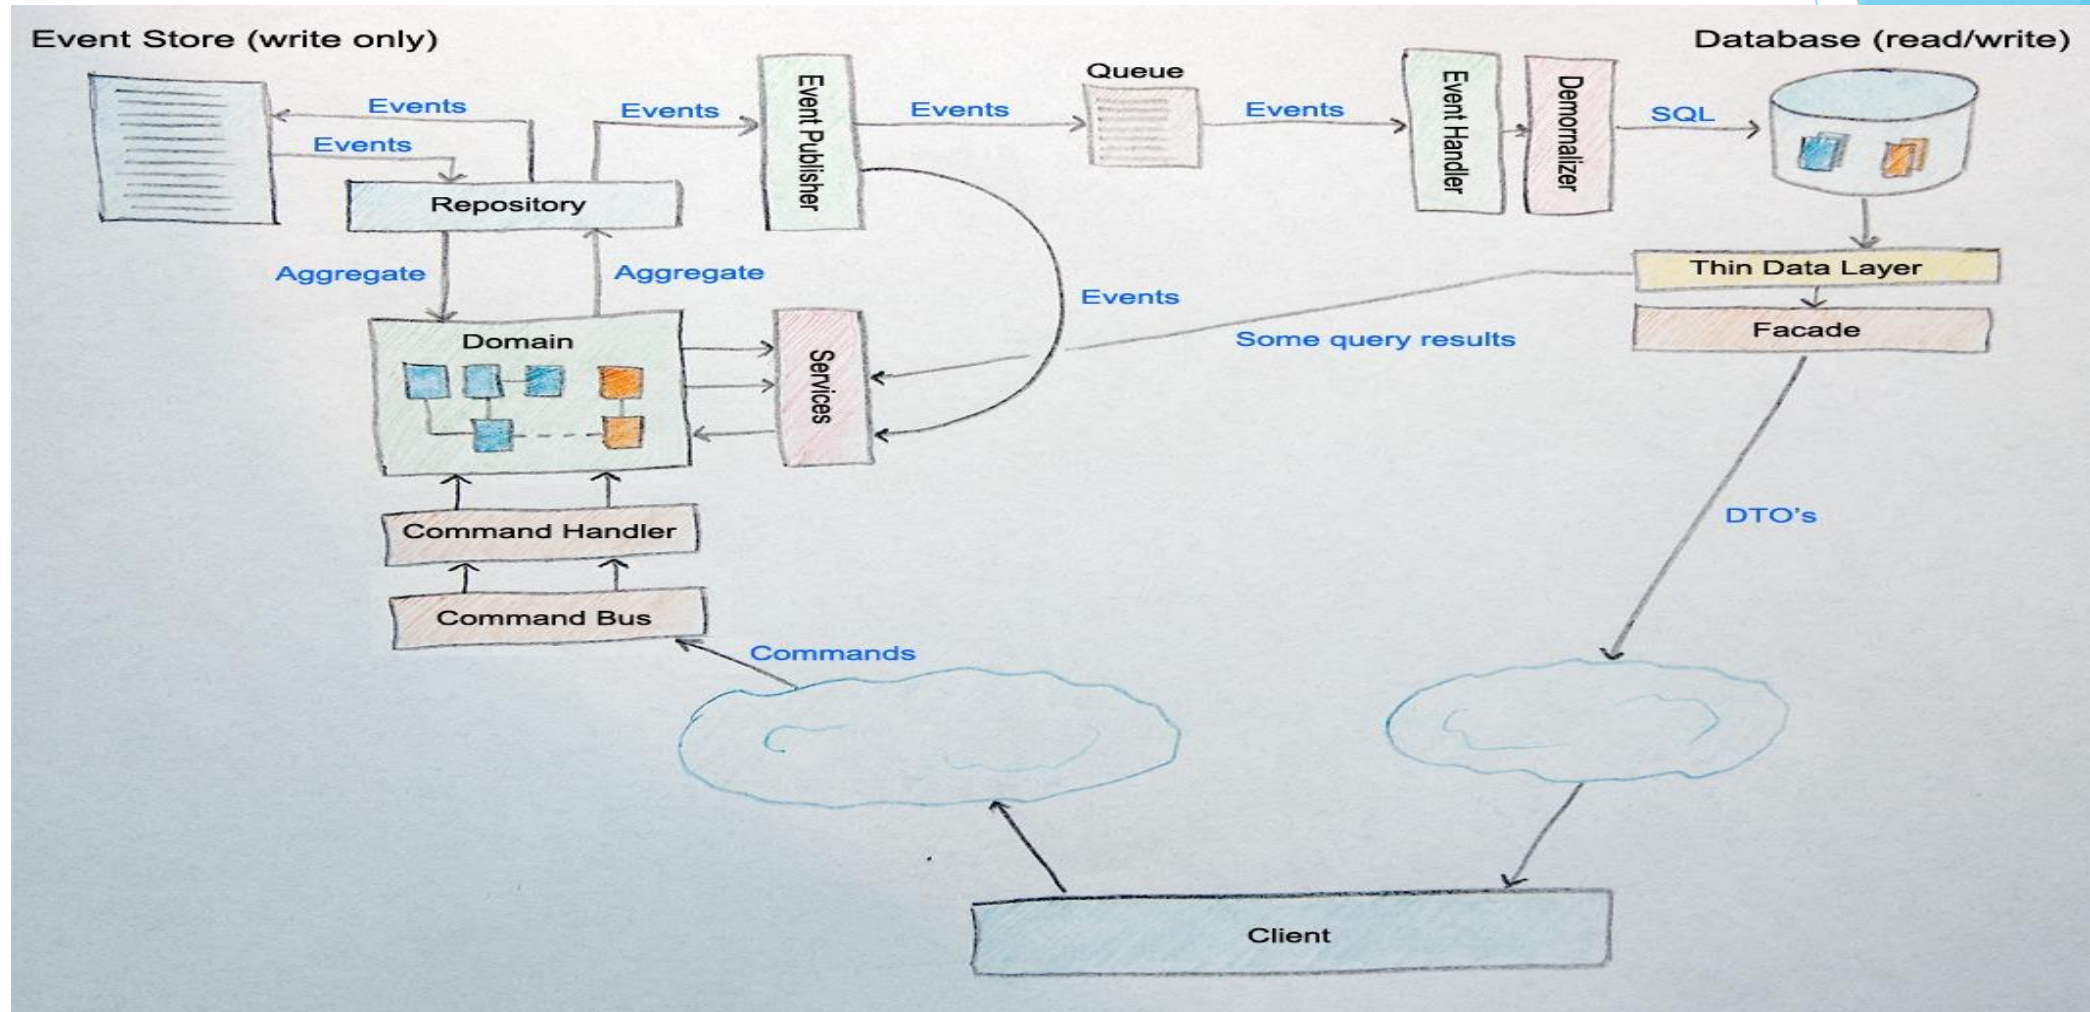 Event Store (write only)
Database (read/write)
Queue
Events
Events
Events
Event Publisher
Events
Events
Event Handler
Demornalizer
SQL
Repository
Aggregate
Aggregate
Events
Thin Data Layer
Some query results
Facade
Domain
Services
DTO's
Command Handler
Command Bus
Commands
Client